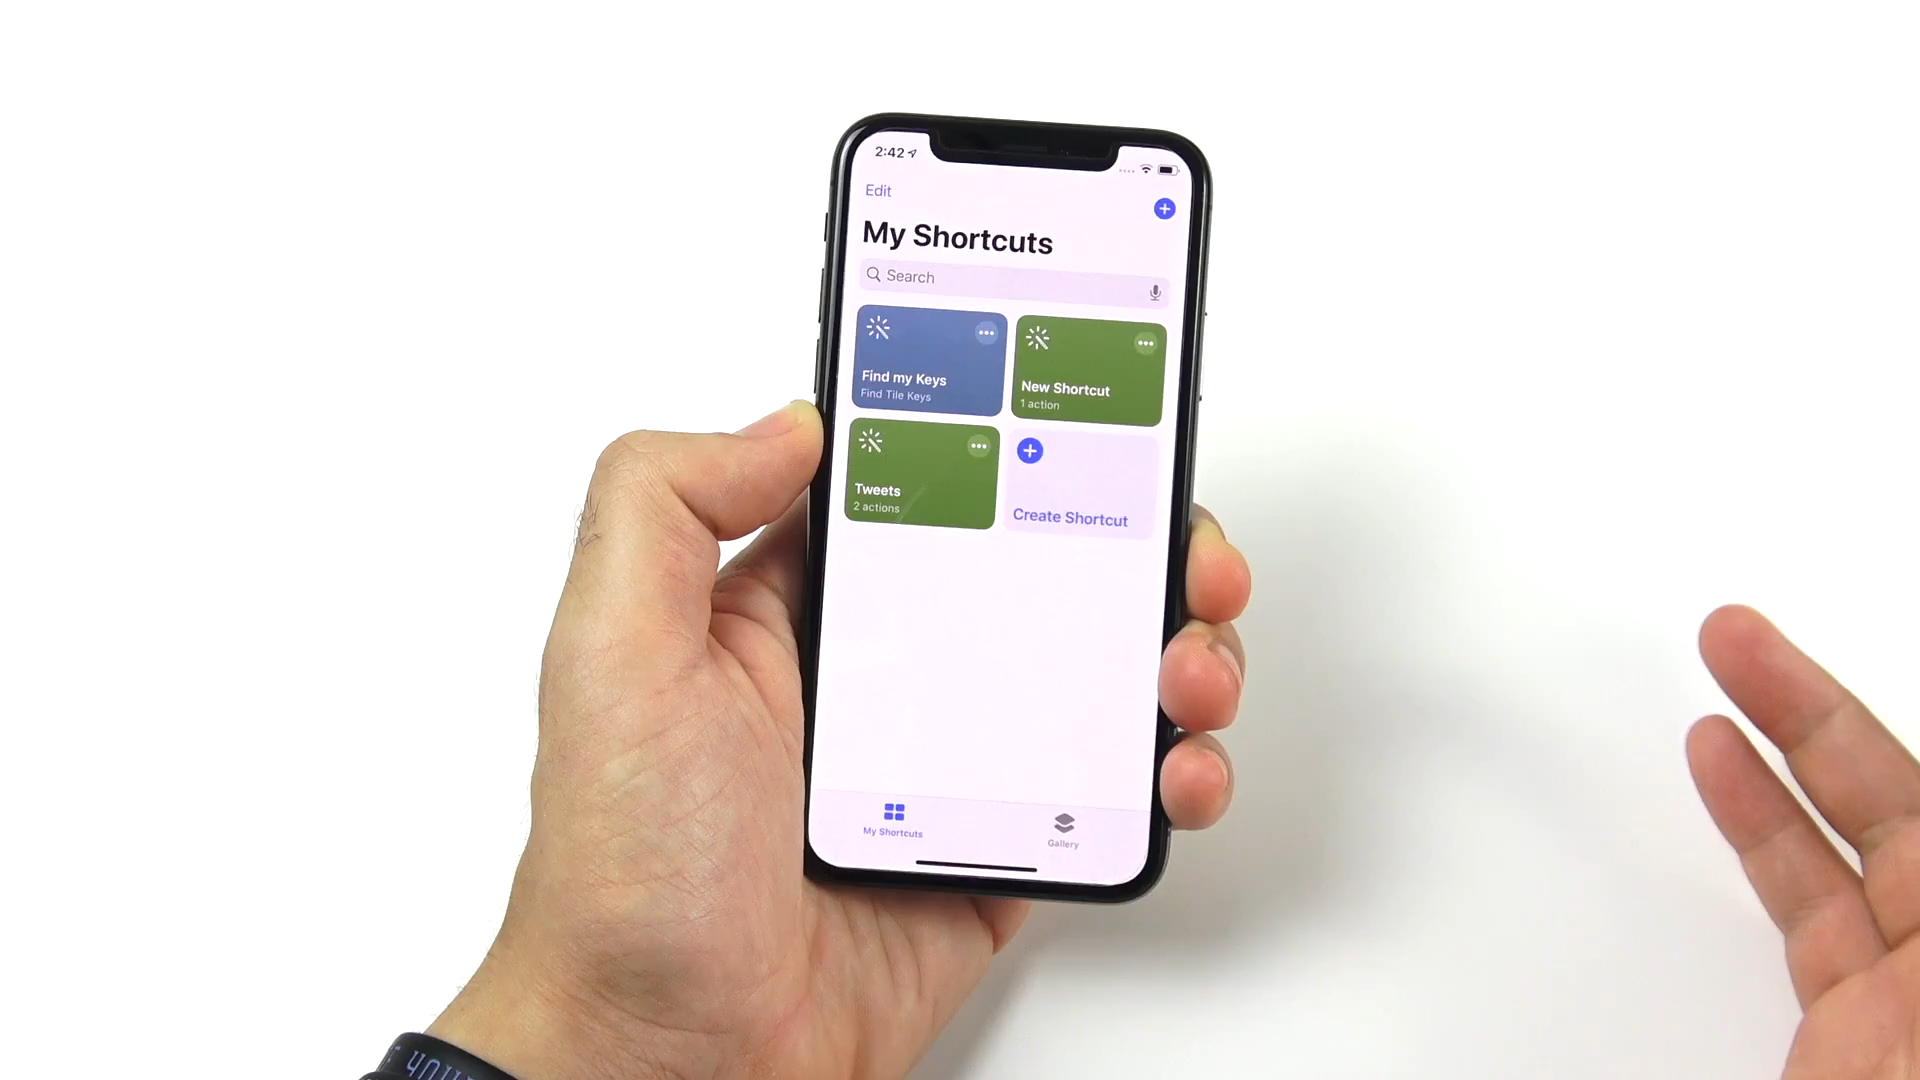 2:42
Edit
My Shortcuts
Search
Find my Keys
Find Tile Keys
New Shortcut
1 action
Tweets
2 actions
Create Shortcut
My Shortcuts
Gallery